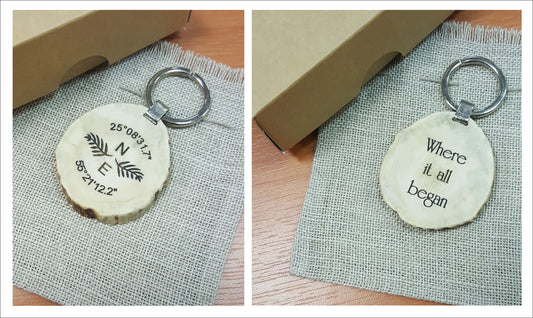 25°08'31.7"
N
E
55°21'12.2"
Where
it all
began